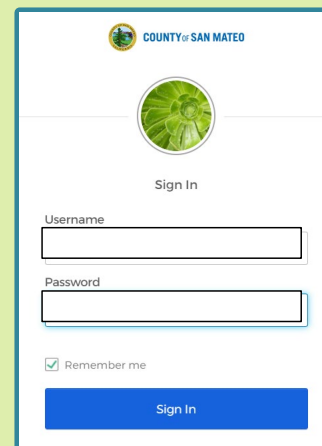 COUNTY OF SAN MATEO
Sign In
Username
Password
Remember me
Sign In